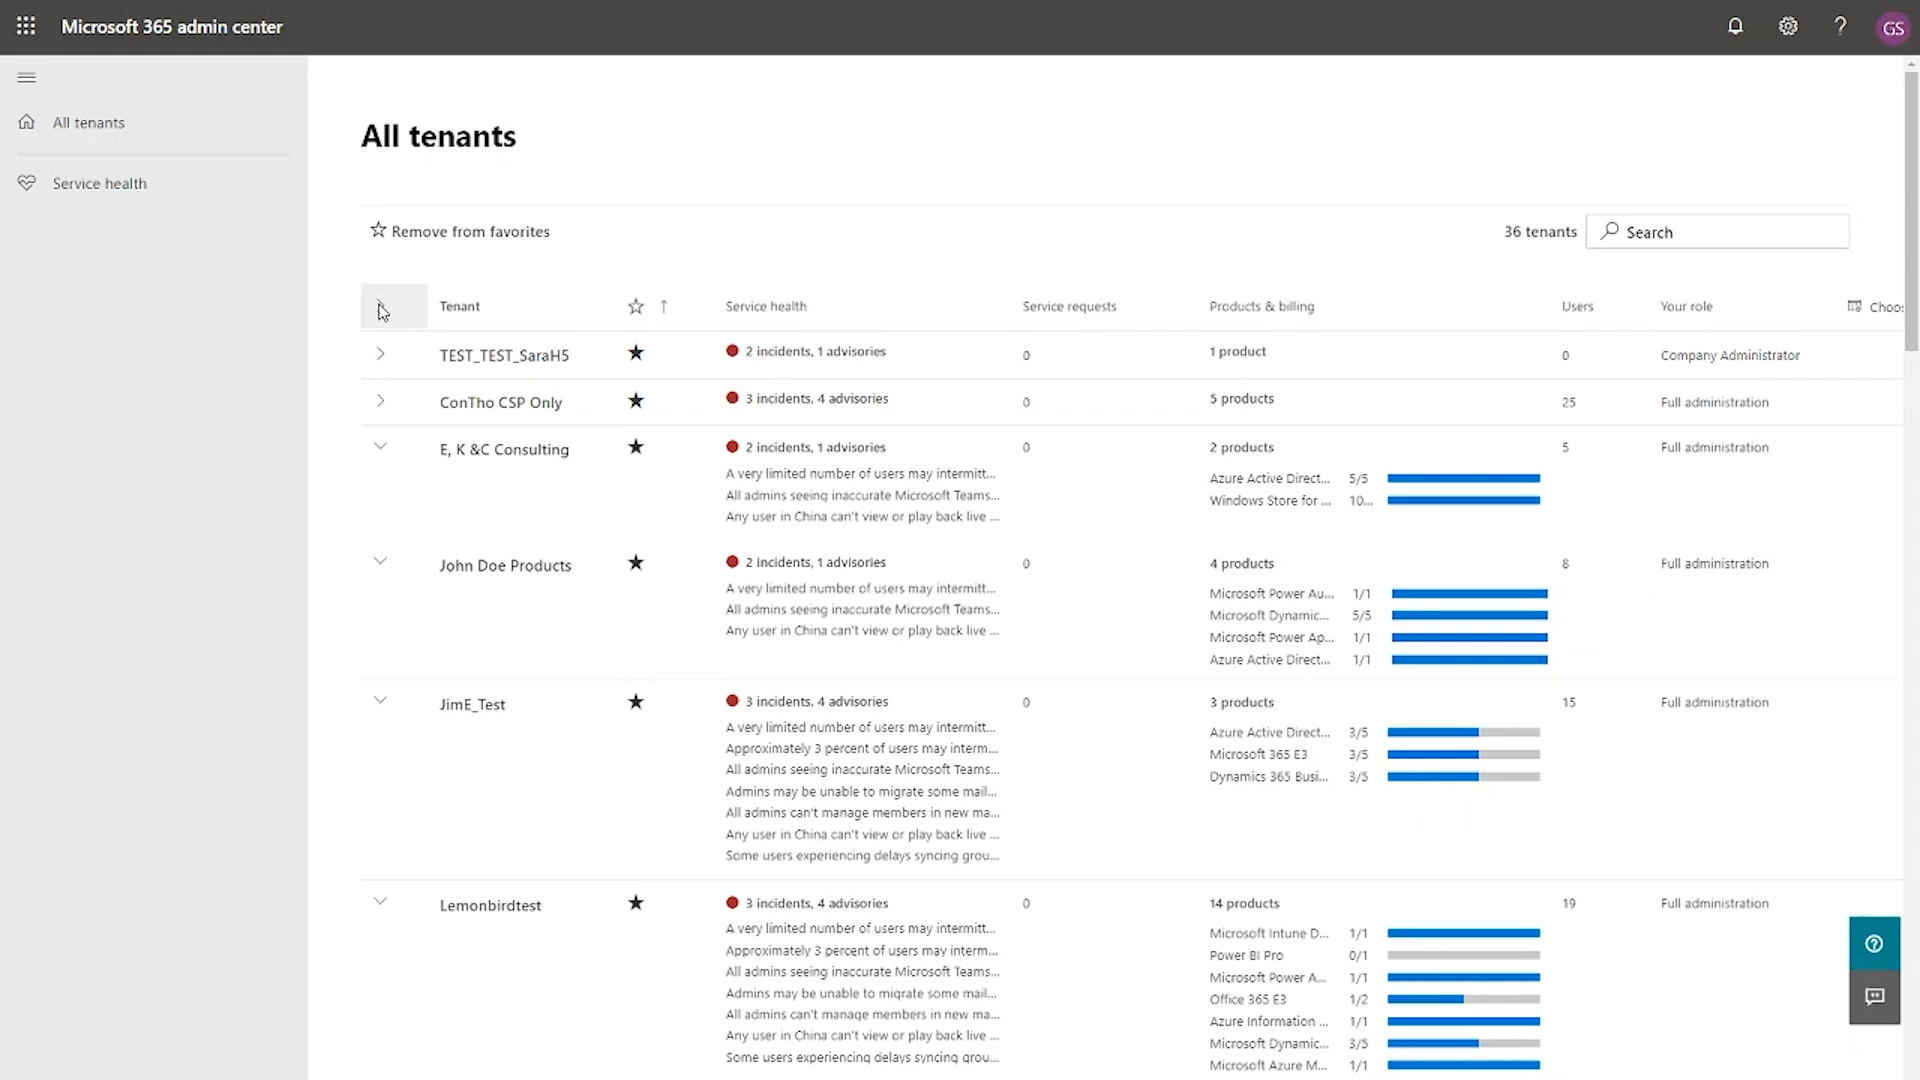 Microsoft 365 admin center
GS
All tenants
Service health
All tenants
Remove from favorites
36 tenants
Search
Tenant Service health Service requests Products & billing Users Your role Choos
TEST_TEST_SaraH5 2 incidents, 1 advisories 0 1 product 0 Company Administrator
ConTho CSP Only 3 incidents, 4 advisories 0 5 products 25 Full administration
E, K &C Consulting 2 incidents, 1 advisories 0 2 products 5 Full administration
A very limited number of users may intermitt... Azure Active Direct... 5/5
All admins seeing inaccurate Microsoft Teams... Windows Store for ... 10...
Any user in China can't view or play back live ...
John Doe Products 2 incidents, 1 advisories 0 4 products 8 Full administration
A very limited number of users may intermitt... Microsoft Power Au... 1/1
All admins seeing inaccurate Microsoft Teams... Microsoft Dynamic... 5/5
Any user in China can't view or play back live ... Microsoft Power Ap... 1/1
Azure Active Direct... 1/1
JimE_Test 3 incidents, 4 advisories 0 3 products 15 Full administration
A very limited number of users may intermitt... Azure Active Direct... 3/5
Approximately 3 percent of users may interm... Microsoft 365 E3 3/5
All admins seeing inaccurate Microsoft Teams... Dynamics 365 Busi... 3/5
Admins may be unable to migrate some mail...
All admins can't manage members in new ma...
Any user in China can't view or play back live ...
Some users experiencing delays syncing grou...
Lemonbirdtest 3 incidents, 4 advisories 0 14 products 19 Full administration
A very limited number of users may intermitt... Microsoft Intune D... 1/1
Approximately 3 percent of users may interm... Power BI Pro 0/1
All admins seeing inaccurate Microsoft Teams... Microsoft Power A... 1/1
Admins may be unable to migrate some mail... Office 365 E3 1/2
All admins can't manage members in new ma... Azure Information ... 1/1
Any user in China can't view or play back live ... Microsoft Dynamic... 3/5
Some users experiencing delays syncing grou... Microsoft Azure M... 1/1